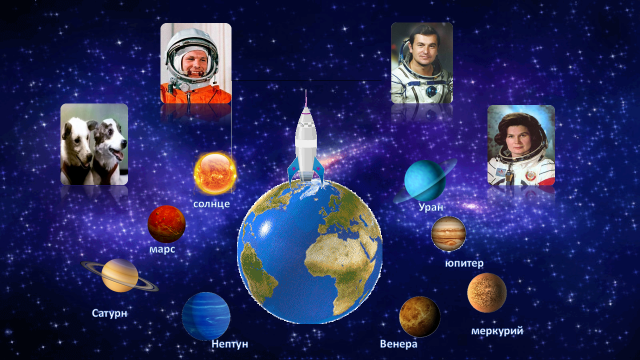 солнце
Уран
марс
юпитер
Сатурн
меркурий
Нептун
Венера